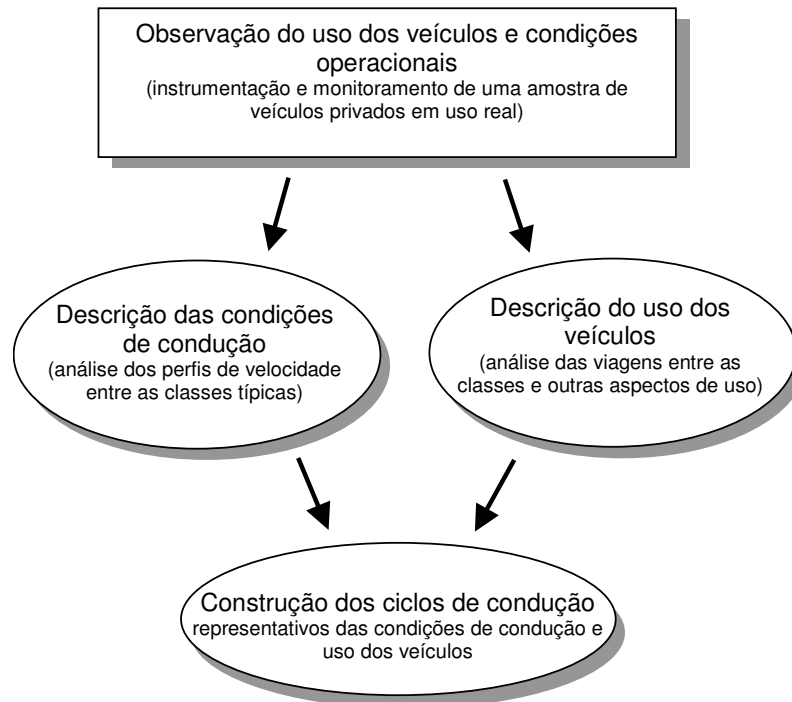 Observação do uso dos veículos e condições
operacionais
(instrumentação e monitoramento de uma amostra de
veículos privados em uso real)
Descrição das condições
de condução
(análise dos perfis de velocidade
entre as classes típicas)
Descrição do uso dos
veículos
(análise das viagens entre as
classes e outras aspectos de uso)
Construção dos ciclos de condução
representativos das condições de condução e
uso dos veículos